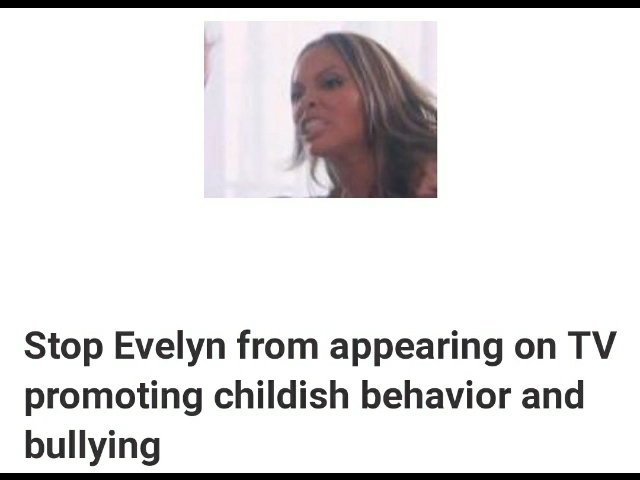 Stop Evelyn from appearing on TV
promoting childish behavior and
bullying